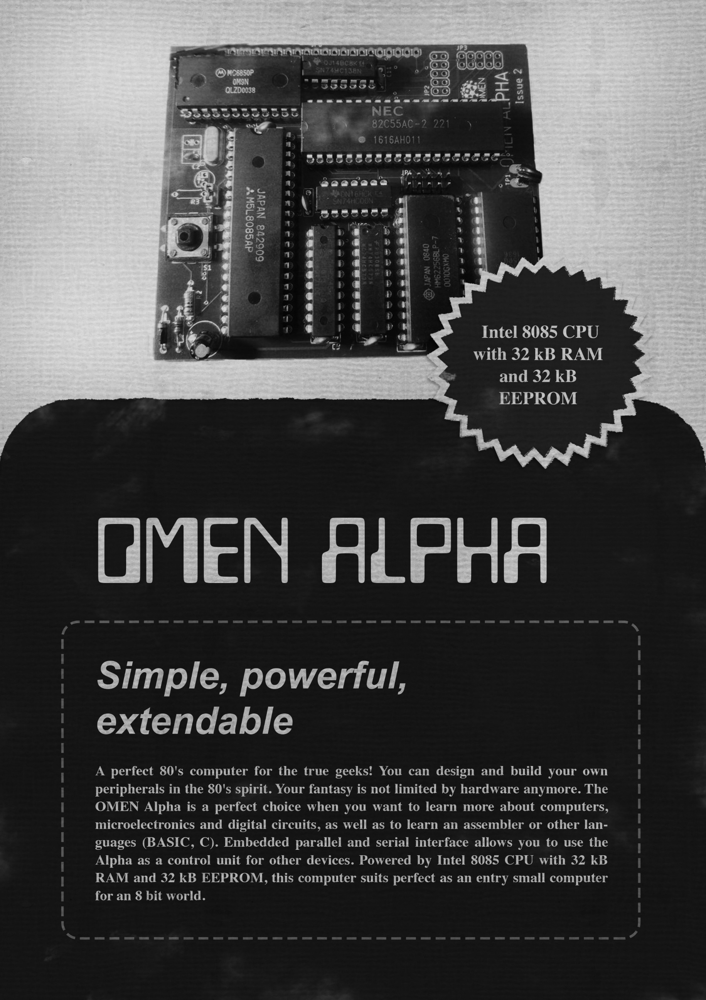 JP3
MC6850P
0M9N
QLZD0038
QJ14BC8K E4
SN74HC138N
C11
JP2
OMEN
OMEN ALPHA
Issue 2
NEC
82C55AC-2 221
1616AH011
JP4
TP1
R3
JAPAN 842909
M5L8085AP
SN74HC00N
S1
R2
JAPAN 0840
HM62256BLP-7
0010GXM0
Intel 8085 CPU
with 32 kB RAM
and 32 kB
EEPROM
OMEN ALPHA
Simple, powerful,
extendable
A perfect 80's computer for the true geeks! You can design and build your own
peripherals in the 80's spirit. Your fantasy is not limited by hardware anymore. The
OMEN Alpha is a perfect choice when you want to learn more about computers,
microelectronics and digital circuits, as well as to learn an assembler or other lan-
guages (BASIC, C). Embedded parallel and serial interface allows you to use the
Alpha as a control unit for other devices. Powered by Intel 8085 CPU with 32 kB
RAM and 32 kB EEPROM, this computer suits perfect as an entry small computer
for an 8 bit world.